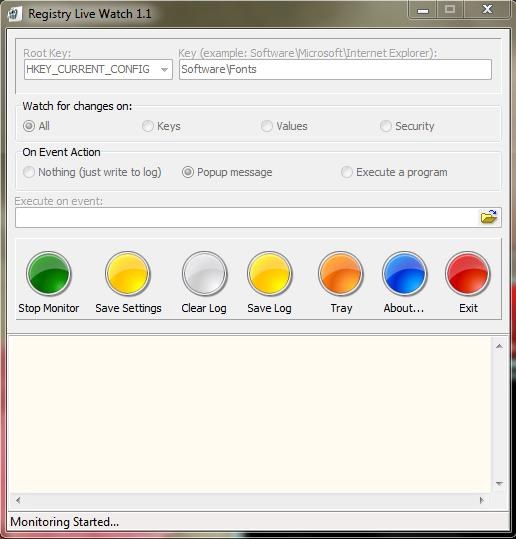 Registry Live Watch 1.1
Root Key: Key (example: Software\Microsoft\Internet Explorer):
HKEY_CURRENT_CONFIG Software\Fonts
Watch for changes on:
All Keys Values Security
On Event Action
Nothing (just write to log) Popup message Execute a program
Execute on event:
Stop Monitor Save Settings Clear Log Save Log Tray About... Exit
Monitoring Started...